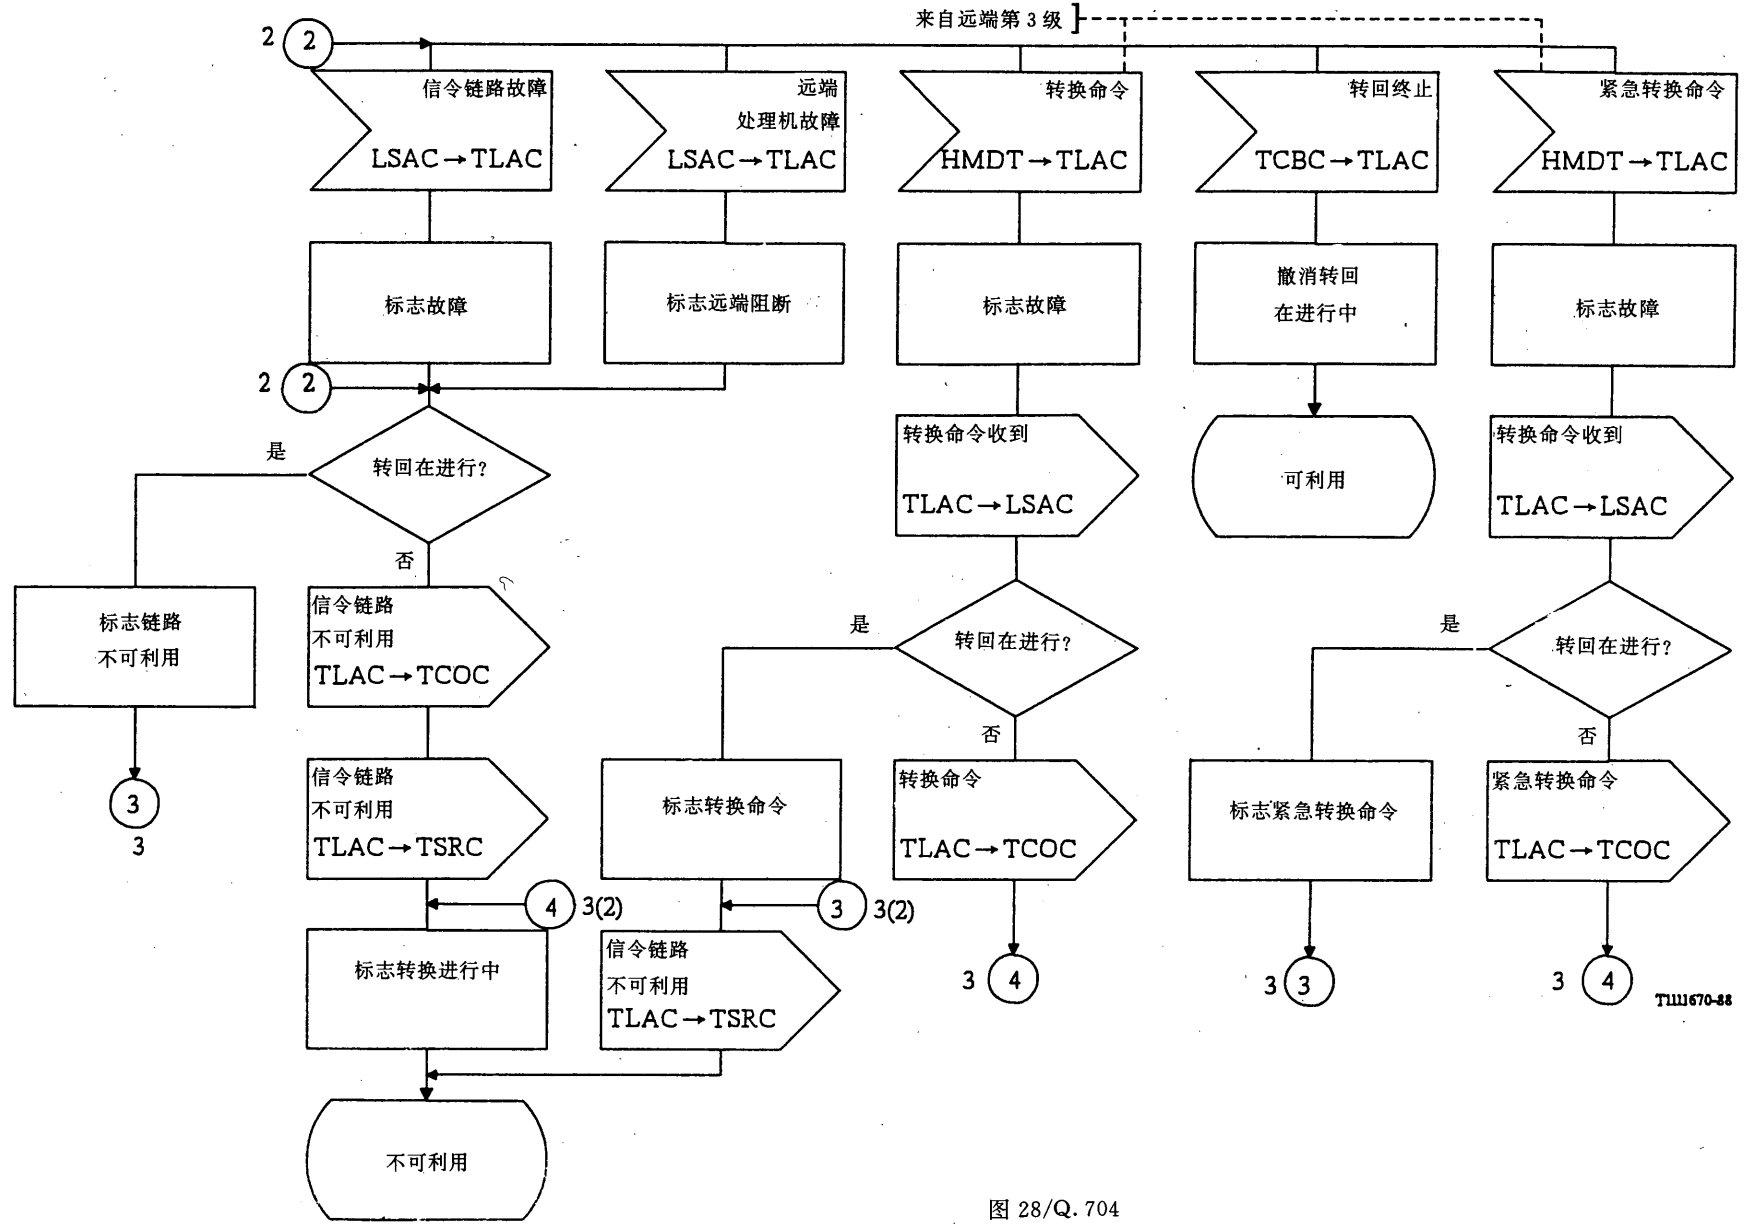 来自远端第 3 级
2 2
信令链路故障
LSAC→TLAC
远端
处理机故障
LSAC→TLAC
转换命令
HMDT→TLAC
转回终止
TCBC→TLAC
紧急转换命令
HMDT→TLAC
标志故障
标志远端阻断
标志故障
撤消转回
在进行中
标志故障
2 2
转回在进行?
是
否
转换命令收到
TLAC→LSAC
可利用
转换命令收到
TLAC→LSAC
标志链路
不可利用
3
3
信令链路
不可利用
TLAC→TCOC
转回在进行?
是
否
转回在进行?
是
否
信令链路
不可利用
TLAC→TSRC
标志转换命令
转换命令
TLAC→TCOC
标志紧急转换命令
紧急转换命令
TLAC→TCOC
4 3(2)
3 3(2)
标志转换进行中
信令链路
不可利用
TLAC→TSRC
3 4
3 3
3 4
T1111670-88
不可利用
图 28/Q. 704